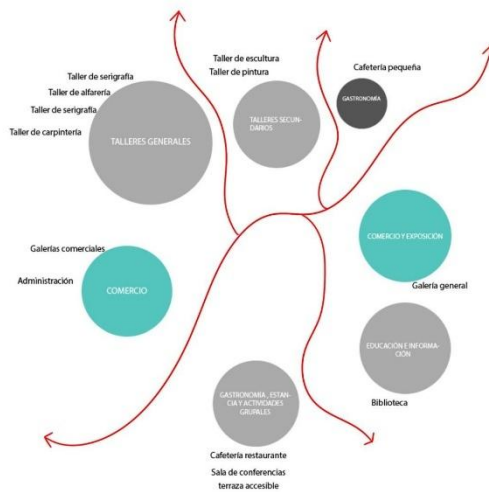 Taller de escultura
Taller de pintura
Cafetería pequeña
Taller de serigrafía
Taller de alfarería
Taller de serigrafía
Taller de carpintería
GASTRONOMÍA
TALLERES GENERALES
TALLERES SECUN-
DARIOS
COMERCIO Y EXPOSICIÓN
Galería general
Galerías comerciales
Administración
COMERCIO
EDUCACIÓN E INFORMA-
CIÓN
Biblioteca
GASTRONOMÍA , ESTAN-
CIA Y ACTIVIDADES
GRUPALES
Cafetería restaurante
Sala de conferencias
terraza accesible